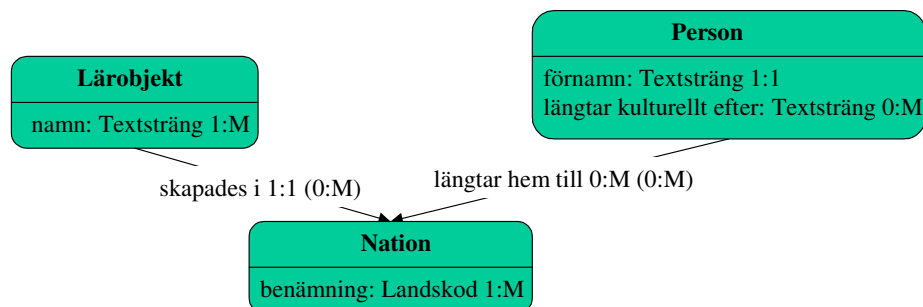 Lärobjekt
namn: Textsträng 1:M
Person
förnamn: Textsträng 1:1
längtar kulturellt efter: Textsträng 0:M
skapades i 1:1 (0:M)
längtar hem till 0:M (0:M)
Nation
benämning: Landskod 1:M